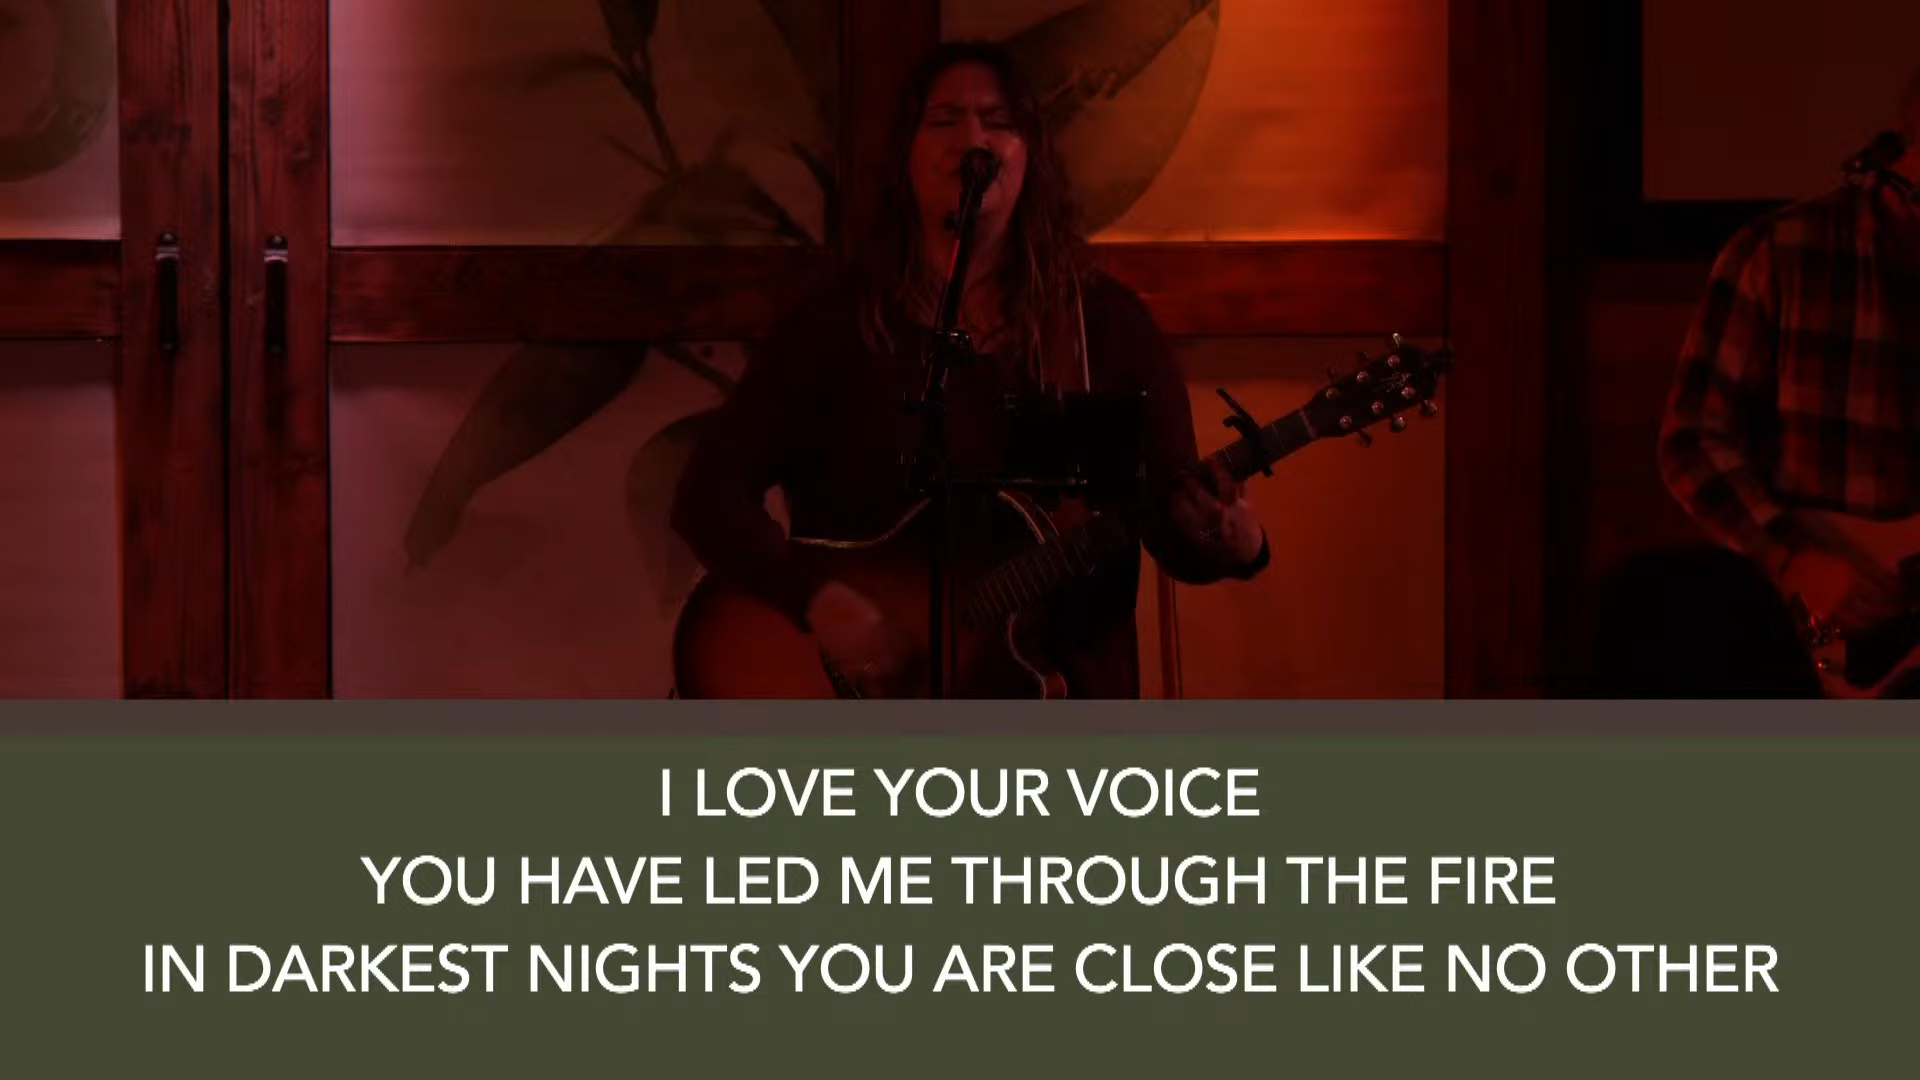 I LOVE YOUR VOICE
YOU HAVE LED ME THROUGH THE FIRE
IN DARKEST NIGHTS YOU ARE CLOSE LIKE NO OTHER